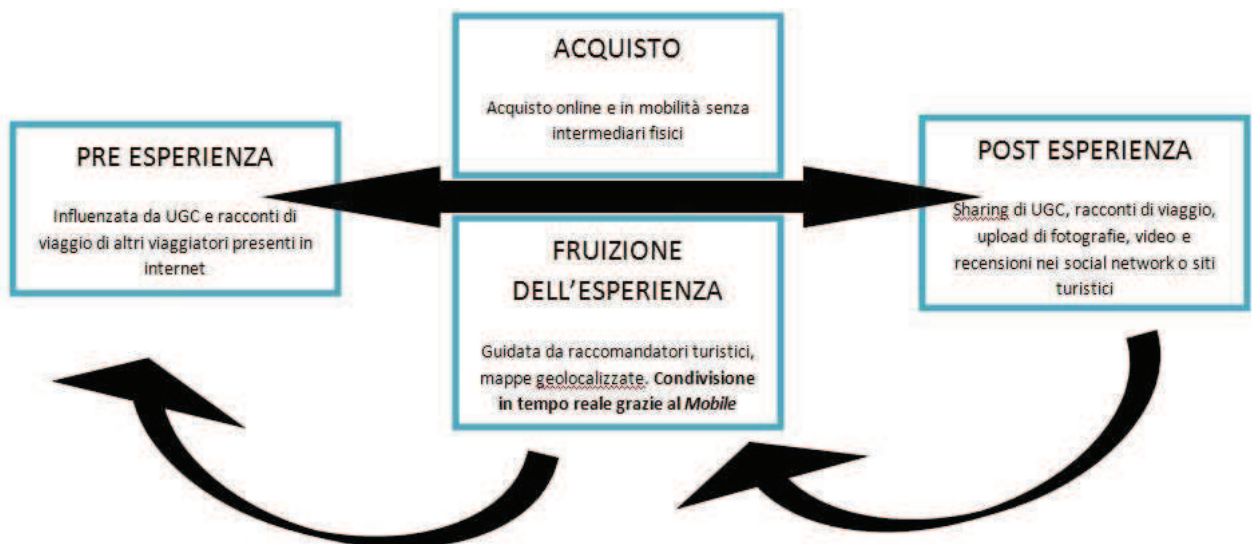 PRE ESPERIENZA
Influenzata da UGC e racconti di
viaggio di altri viaggiatori presenti in
internet
ACQUISTO
Acquisto online e in mobilità senza
intermediari fisici
FRUIZIONE
DELL'ESPERIENZA
Guidata da raccomandatori turistici,
mappe geolocalizzate. Condivisione
in tempo reale grazie al Mobile
POST ESPERIENZA
Sharing di UGC, racconti di viaggio,
upload di fotografie, video e
recensioni nei social network o siti
turistici